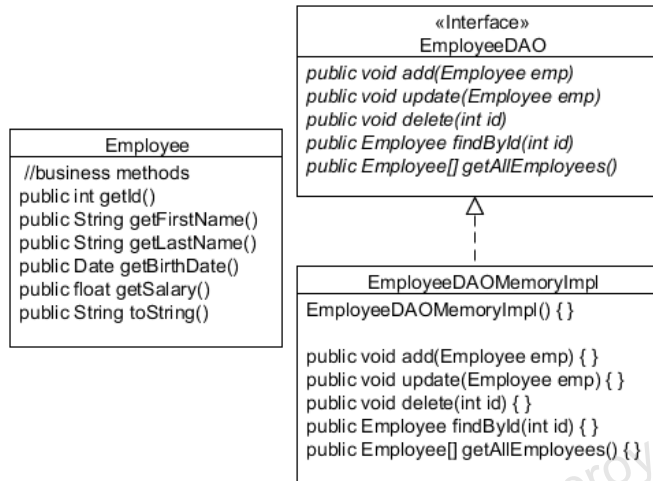 «Interface»
EmployeeDAO
public void add(Employee emp)
public void update(Employee emp)
public void delete(int id)
public Employee findById(int id)
public Employee[] getAllEmployees()
Employee
//business methods
public int getId()
public String getFirstName()
public String getLastName()
public Date getBirthDate()
public float getSalary()
public String toString()
EmployeeDAOMemoryImpl
EmployeeDAOMemoryImpl() { }
public void add(Employee emp) { }
public void update(Employee emp) { }
public void delete(int id) { }
public Employee findById(int id) { }
public Employee[] getAllEmployees() { }